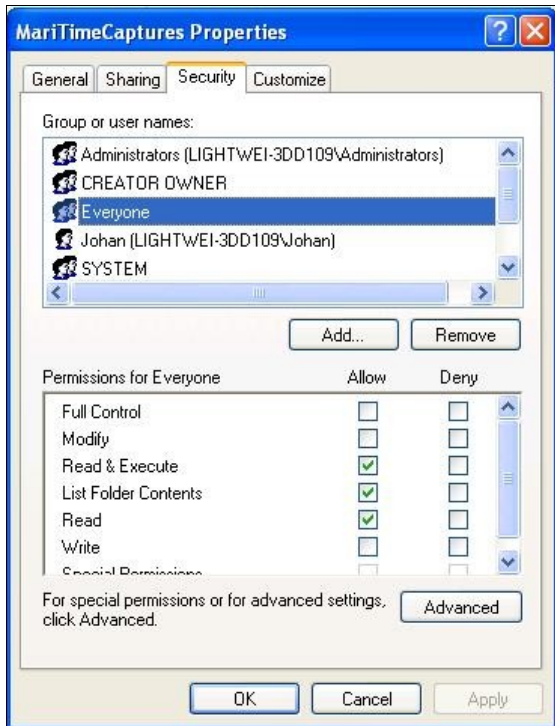 MariTimeCaptures Properties
General Sharing Security Customize
Group or user names:
Administrators (LIGHTWEI-3DD109\Administrators)
CREATOR OWNER
Everyone
Johan (LIGHTWEI-3DD109\Johan)
SYSTEM
Add... Remove
Permissions for Everyone Allow Deny
Full Control
Modify
Read & Execute
List Folder Contents
Read
Write
Special Permissions
For special permissions or for advanced settings,
click Advanced.
Advanced
OK Cancel Apply